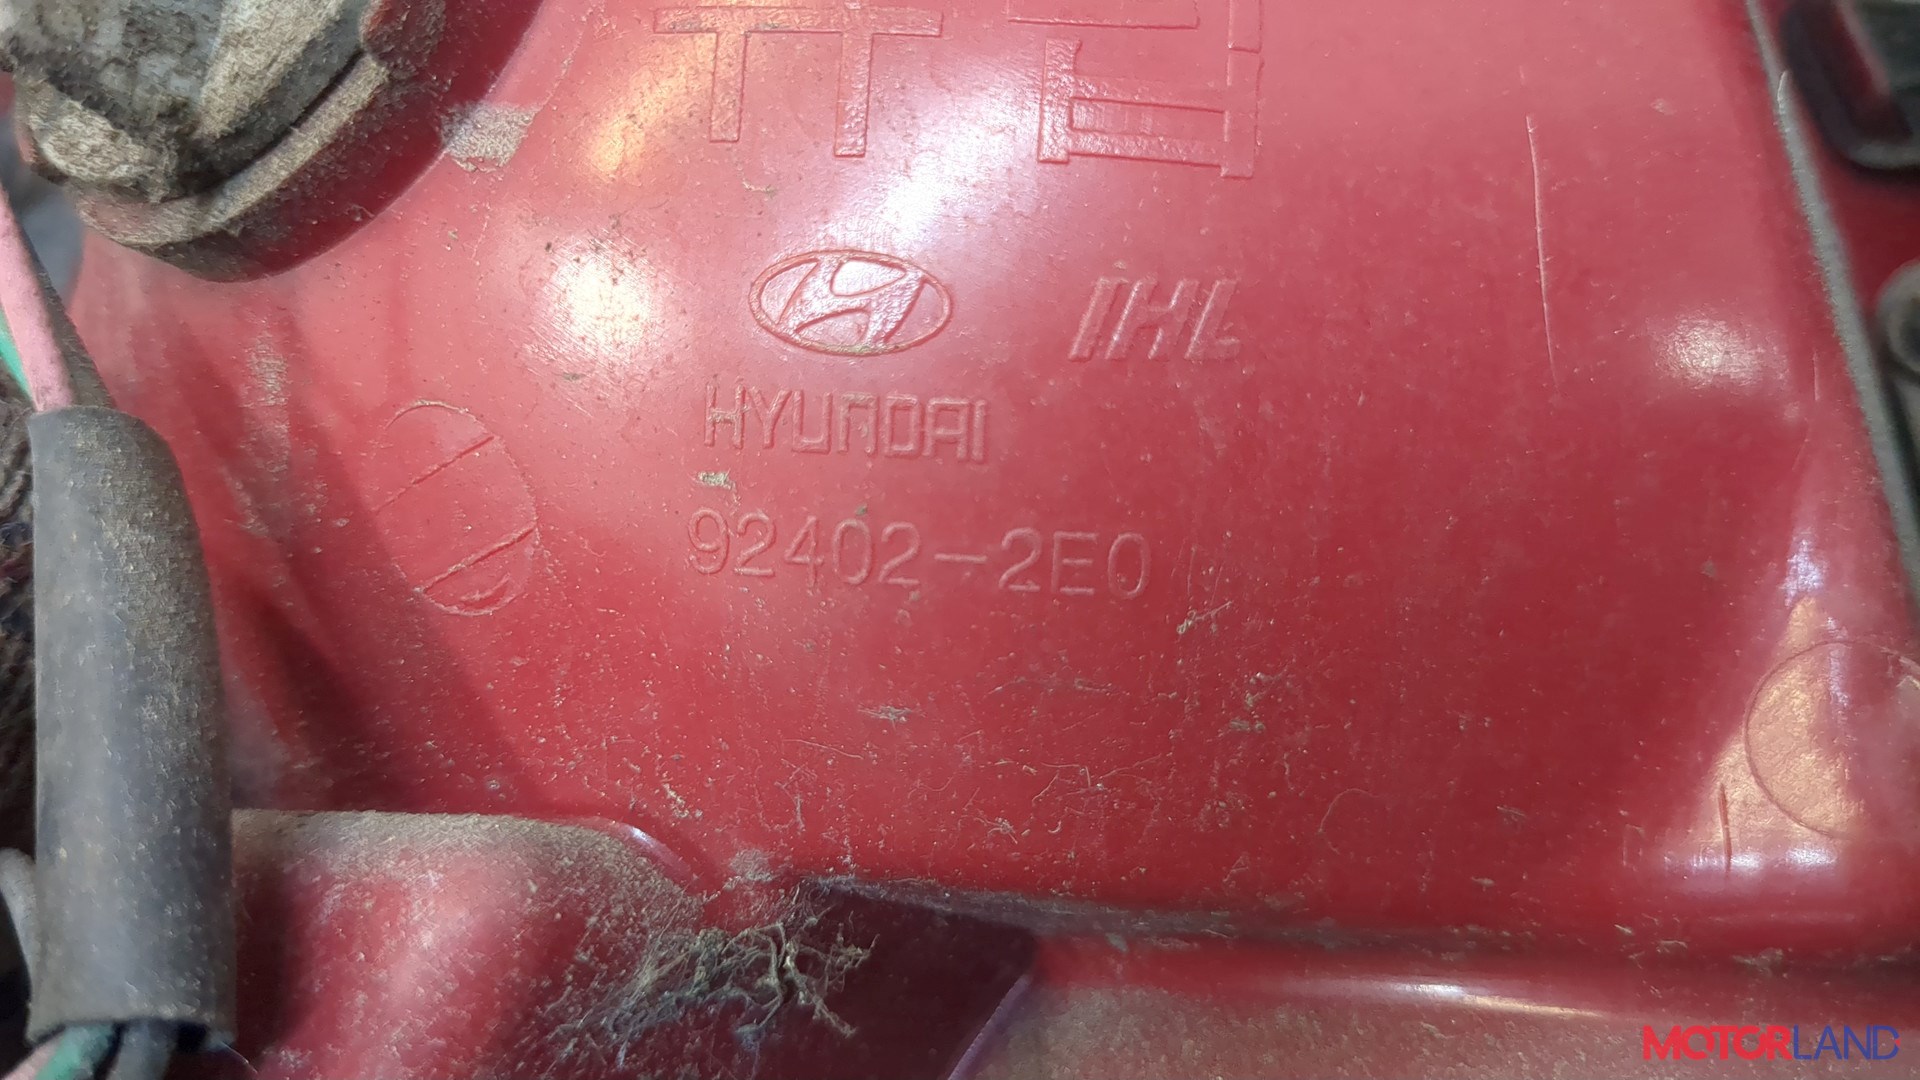 IHL
HYUNDAI
92402-2E0
MOTORLAND